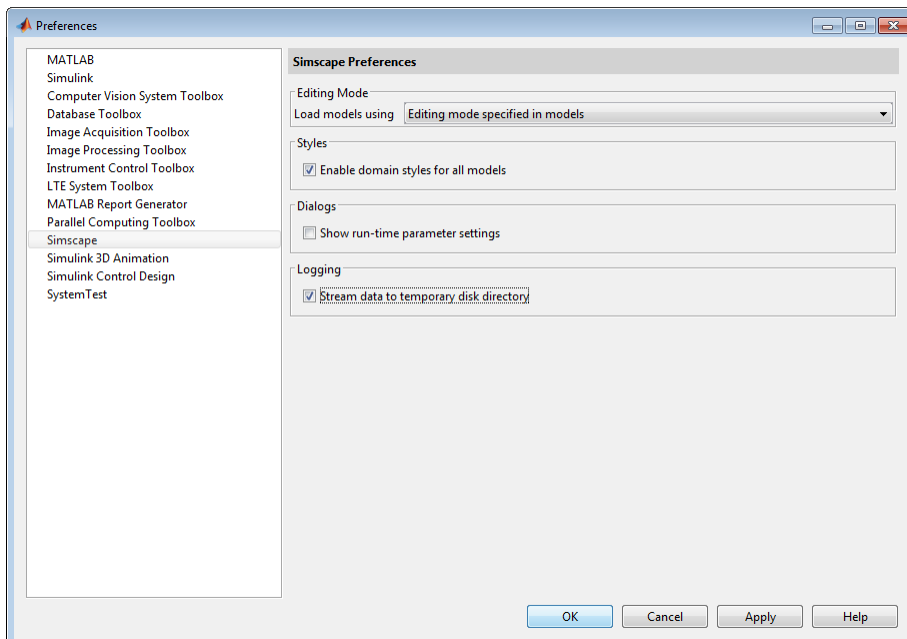 Preferences
MATLAB
Simulink
Computer Vision System Toolbox
Database Toolbox
Image Acquisition Toolbox
Image Processing Toolbox
Instrument Control Toolbox
LTE System Toolbox
MATLAB Report Generator
Parallel Computing Toolbox
Simscape
Simulink 3D Animation
Simulink Control Design
SystemTest
Simscape Preferences
Editing Mode
Load models using Editing mode specified in models
Styles
Enable domain styles for all models
Dialogs
Show run-time parameter settings
Logging
Stream data to temporary disk directory
OK Cancel Apply Help